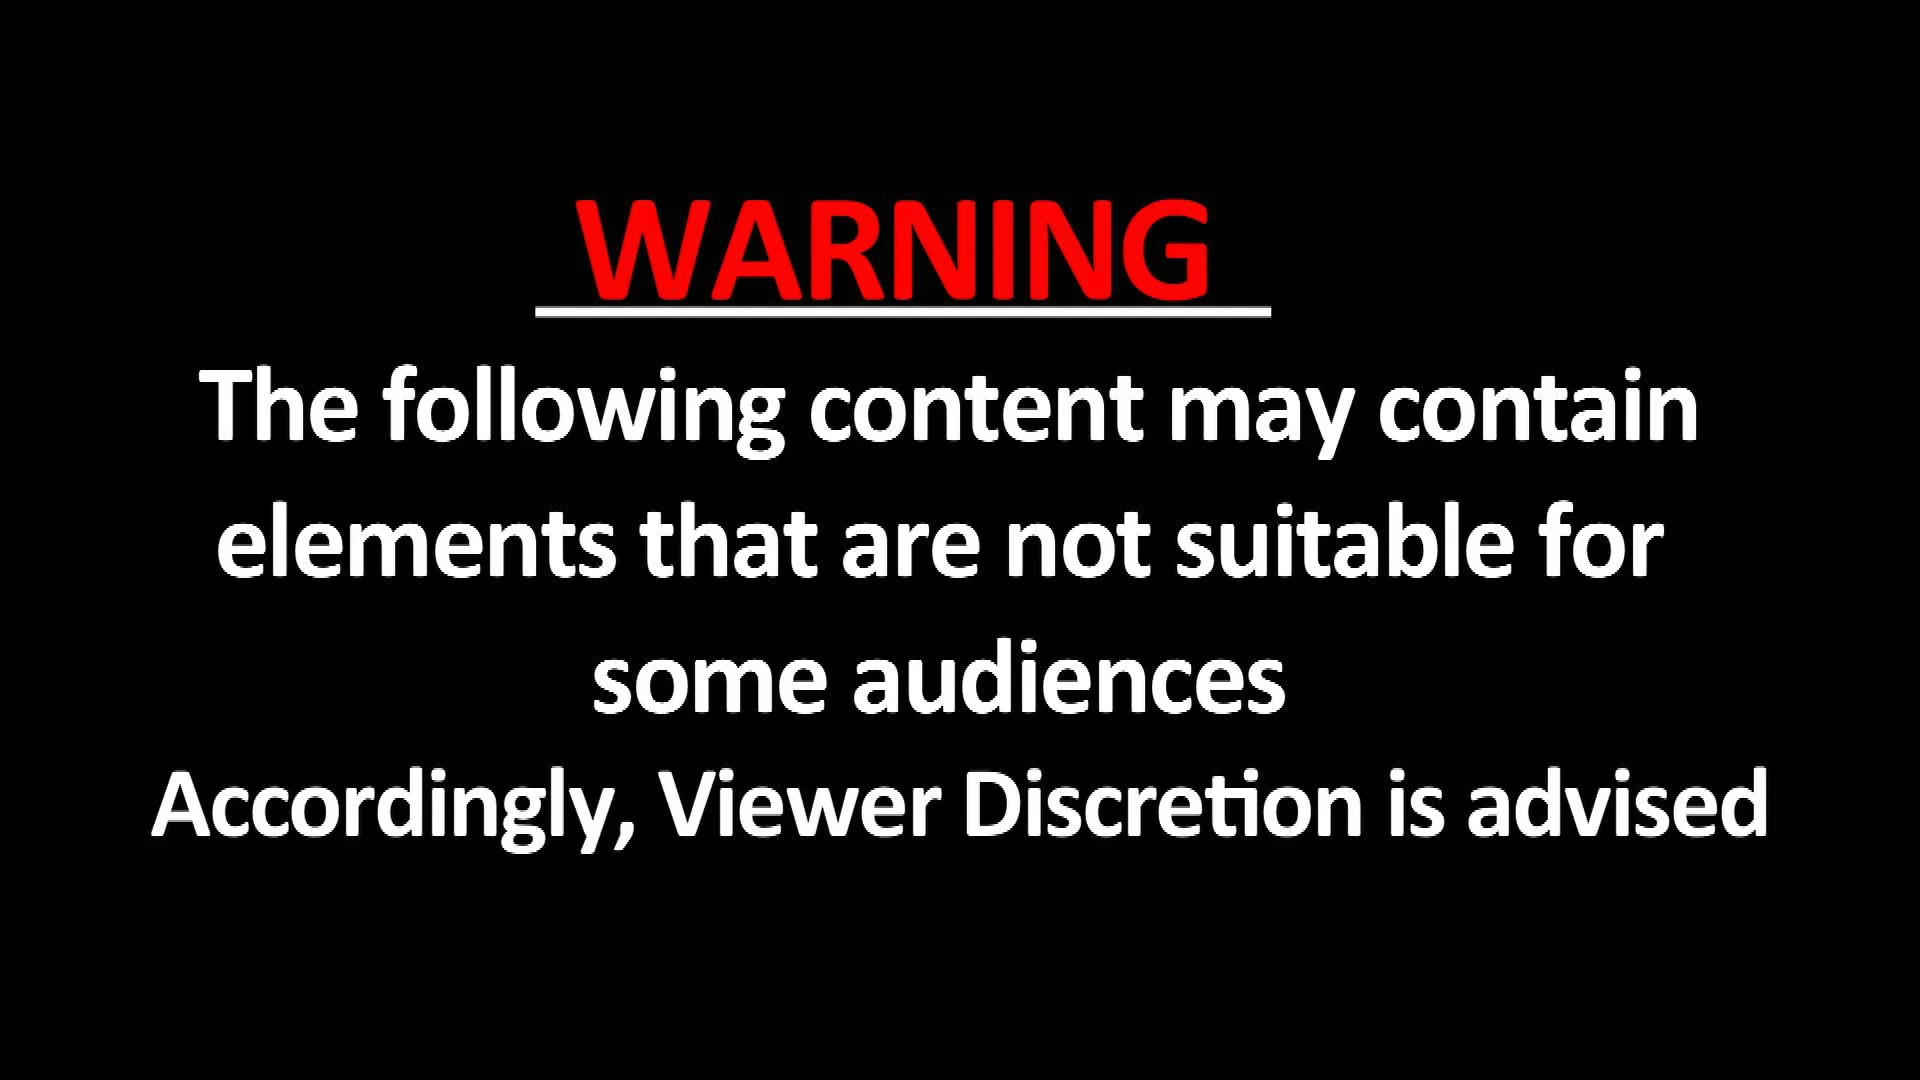 WARNING
The following content may contain
elements that are not suitable for
some audiences
Accordingly, Viewer Discretion is advised